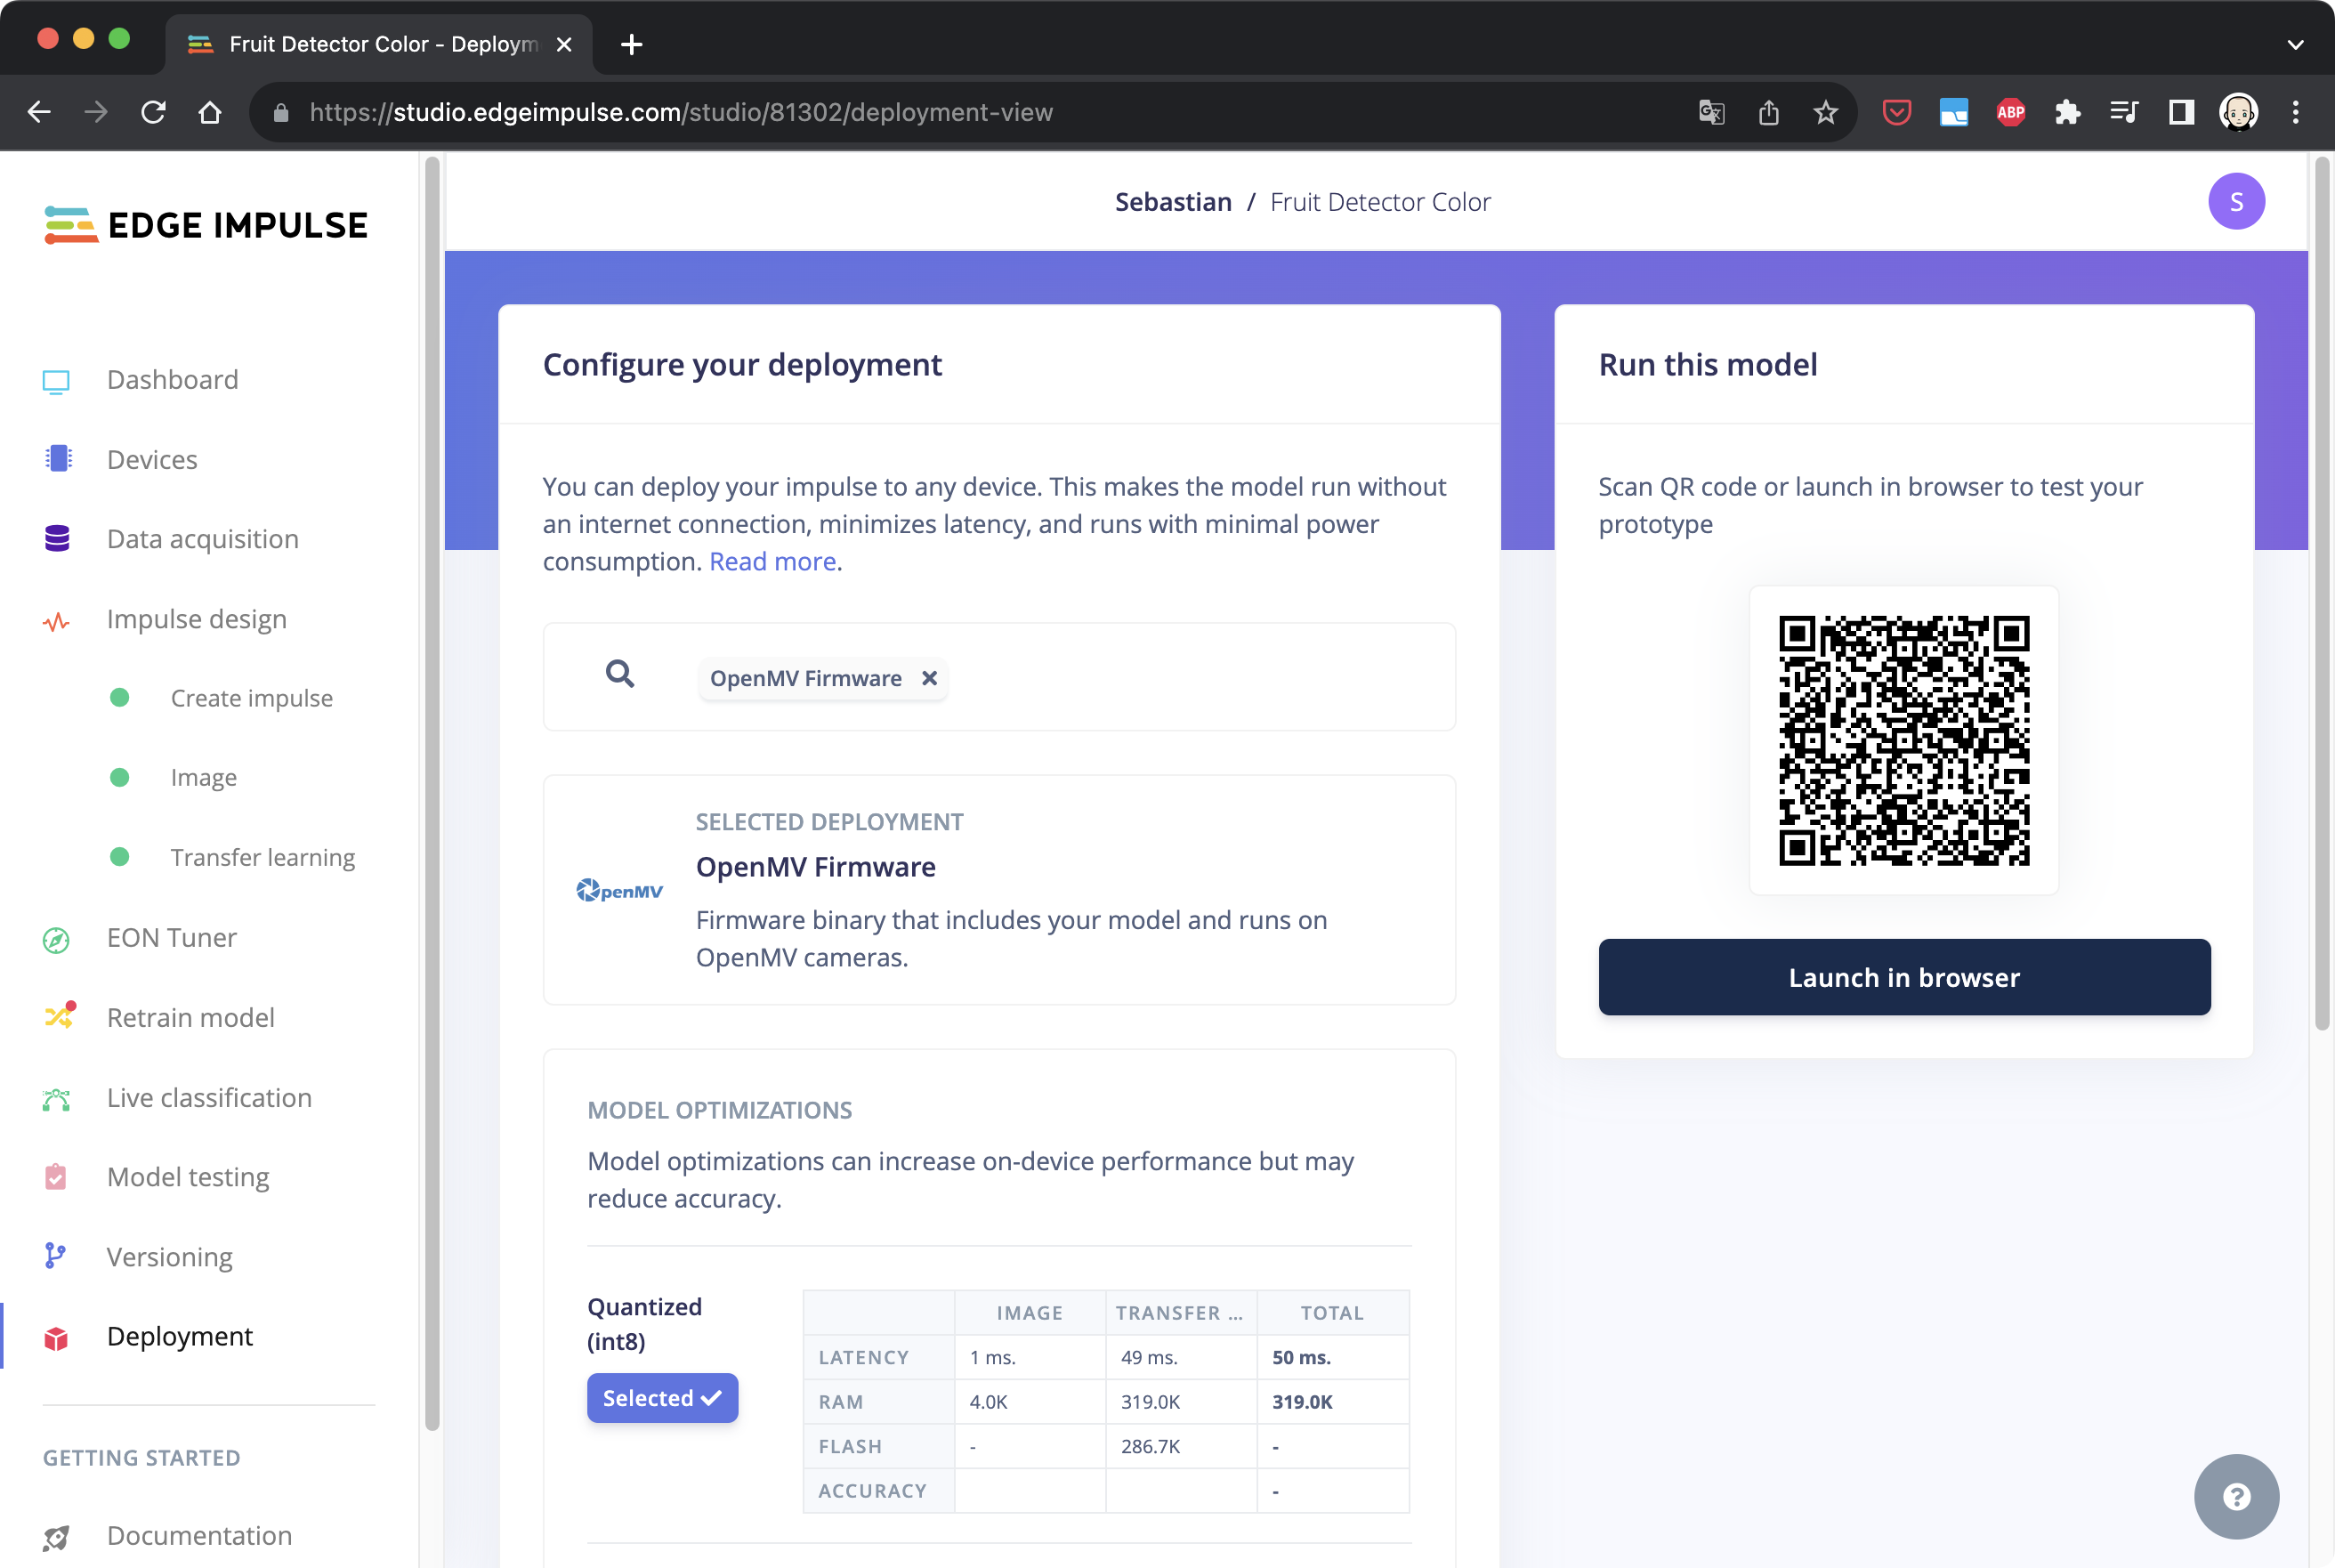 Fruit Detector Color - Deploym
https://studio.edgeimpulse.com/studio/81302/deployment-view
ABP
EDGE IMPULSE
Dashboard
Devices
Data acquisition
Impulse design
Create impulse
Image
Transfer learning
EON Tuner
Retrain model
Live classification
Model testing
Versioning
Deployment
GETTING STARTED
Documentation
Sebastian / Fruit Detector Color
S
Configure your deployment
You can deploy your impulse to any device. This makes the model run without
an internet connection, minimizes latency, and runs with minimal power
consumption. Read more.
OpenMV Firmware
OpenMV
SELECTED DEPLOYMENT
OpenMV Firmware
Firmware binary that includes your model and runs on
OpenMV cameras.
MODEL OPTIMIZATIONS
Model optimizations can increase on-device performance but may
reduce accuracy.
Quantized
(int8)
Selected
IMAGE TRANSFER ... TOTAL
LATENCY 1 ms. 49 ms. 50 ms.
RAM 4.0K 319.0K 319.0K
FLASH - 286.7K -
ACCURACY -
Run this model
Scan QR code or launch in browser to test your
prototype
Launch in browser
?